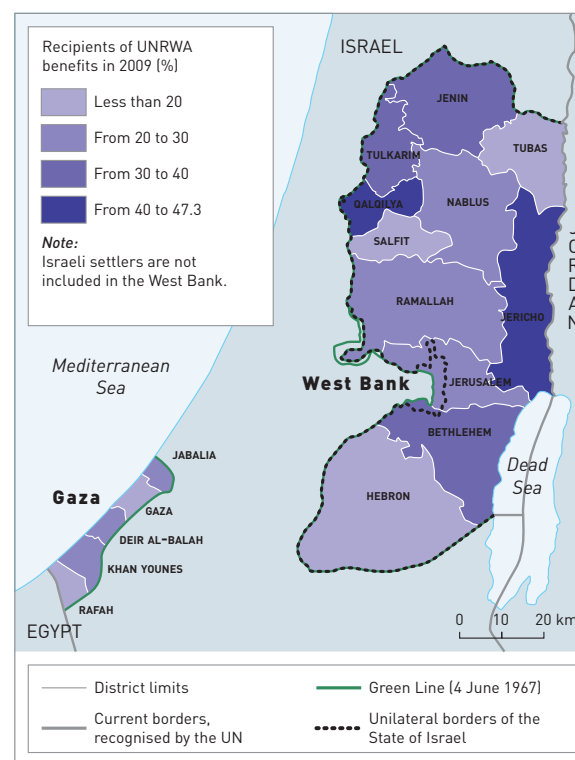 Recipients of UNRWA
benefits in 2009 (%)
Less than 20
From 20 to 30
From 30 to 40
From 40 to 47.3
Note:
Israeli settlers are not
included in the West Bank.
ISRAEL
JENIN
TUBAS
TULKARIM
QALQILYA
NABLUS
SALFIT
RAMALLAH
JERICHO
JORDAN
Mediterranean
Sea
West Bank
JERUSALEM
BETHLEHEM
HEBRON
Dead
Sea
JABALIA
Gaza
GAZA
DEIR AL-BALAH
KHAN YOUNES
RAFAH
EGYPT
0 10 20 km
District limits
Current borders,
recognised by the UN
Green Line (4 June 1967)
Unilateral borders of the
State of Israel